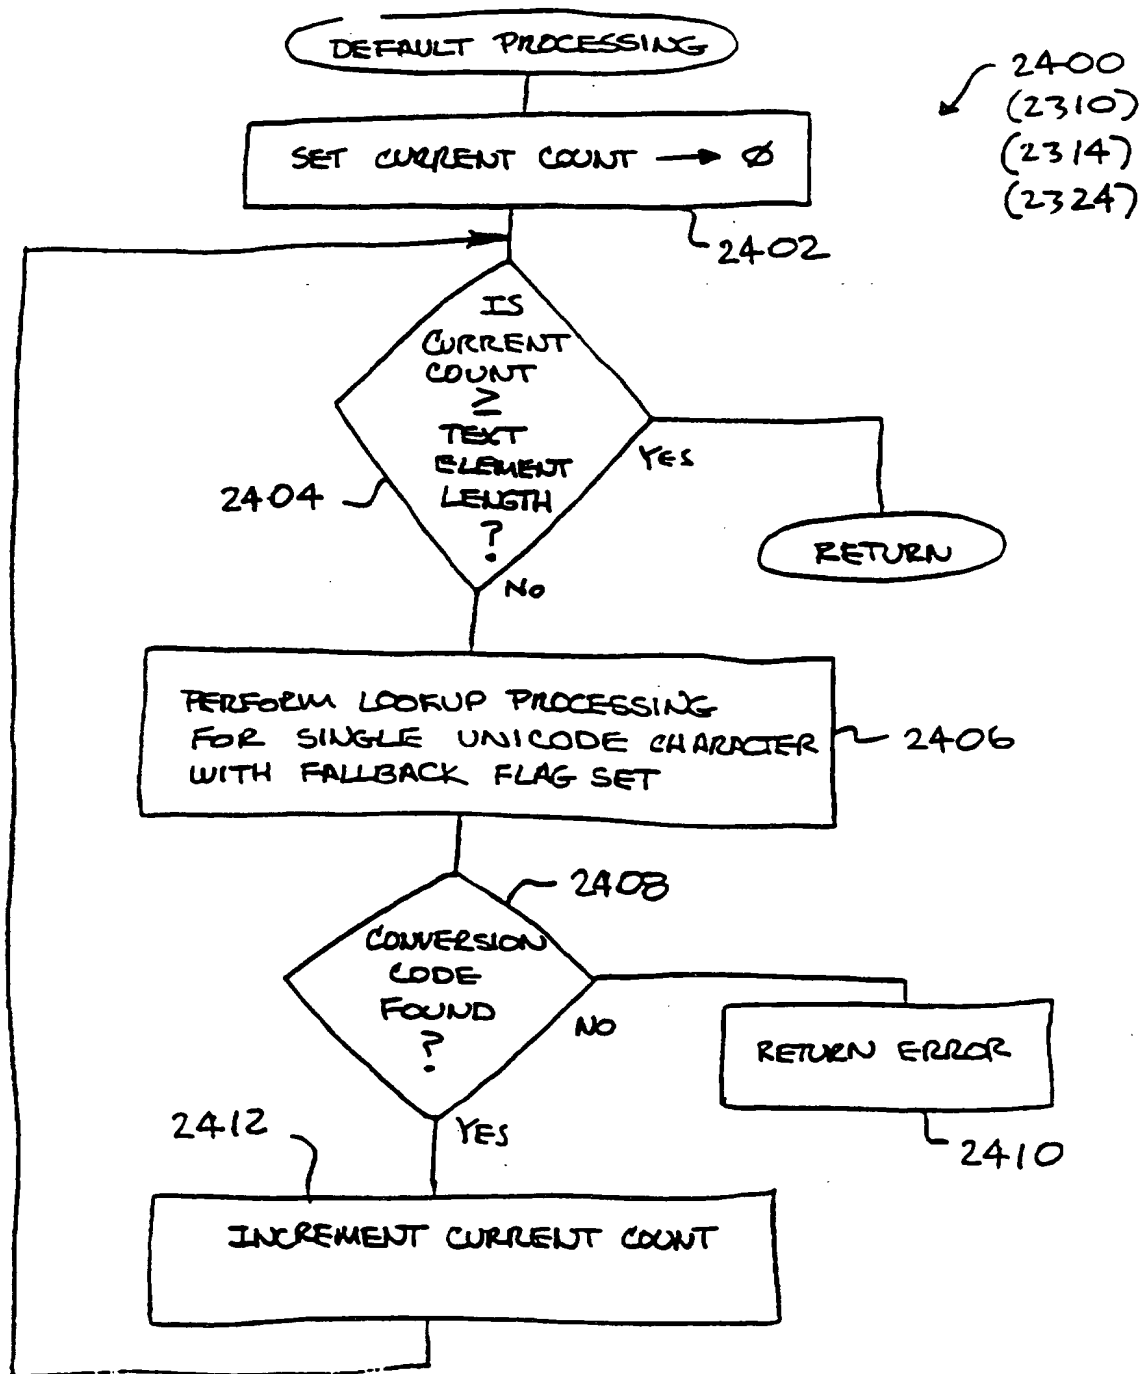 DEFAULT PROCESSING
2400
(2310)
(2314)
(2324)
SET CURRENT COUNT → Ø
2402
IS
CURRENT
COUNT
≥
TEXT
ELEMENT
LENGTH
?
YES
2404
RETURN
NO
PERFORM LOOKUP PROCESSING
FOR SINGLE UNICODE CHARACTER
WITH FALLBACK FLAG SET
2406
2408
CONVERSION
CODE
FOUND
?
NO
RETURN ERROR
2410
YES
2412
INCREMENT CURRENT COUNT